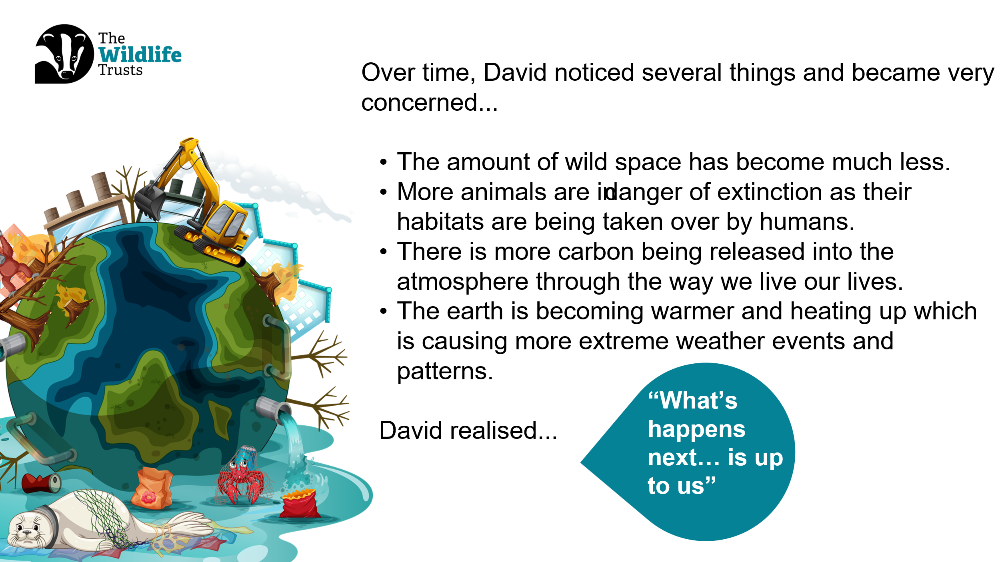 The
Wildlife
Trusts
Over time, David noticed several things and became very
concerned...
• The amount of wild space has become much less.
• More animals are in danger of extinction as their
habitats are being taken over by humans.
• There is more carbon being released into the
atmosphere through the way we live our lives.
• The earth is becoming warmer and heating up which
is causing more extreme weather events and
patterns.
David realised...
“What’s
happens
next... is up
to us”